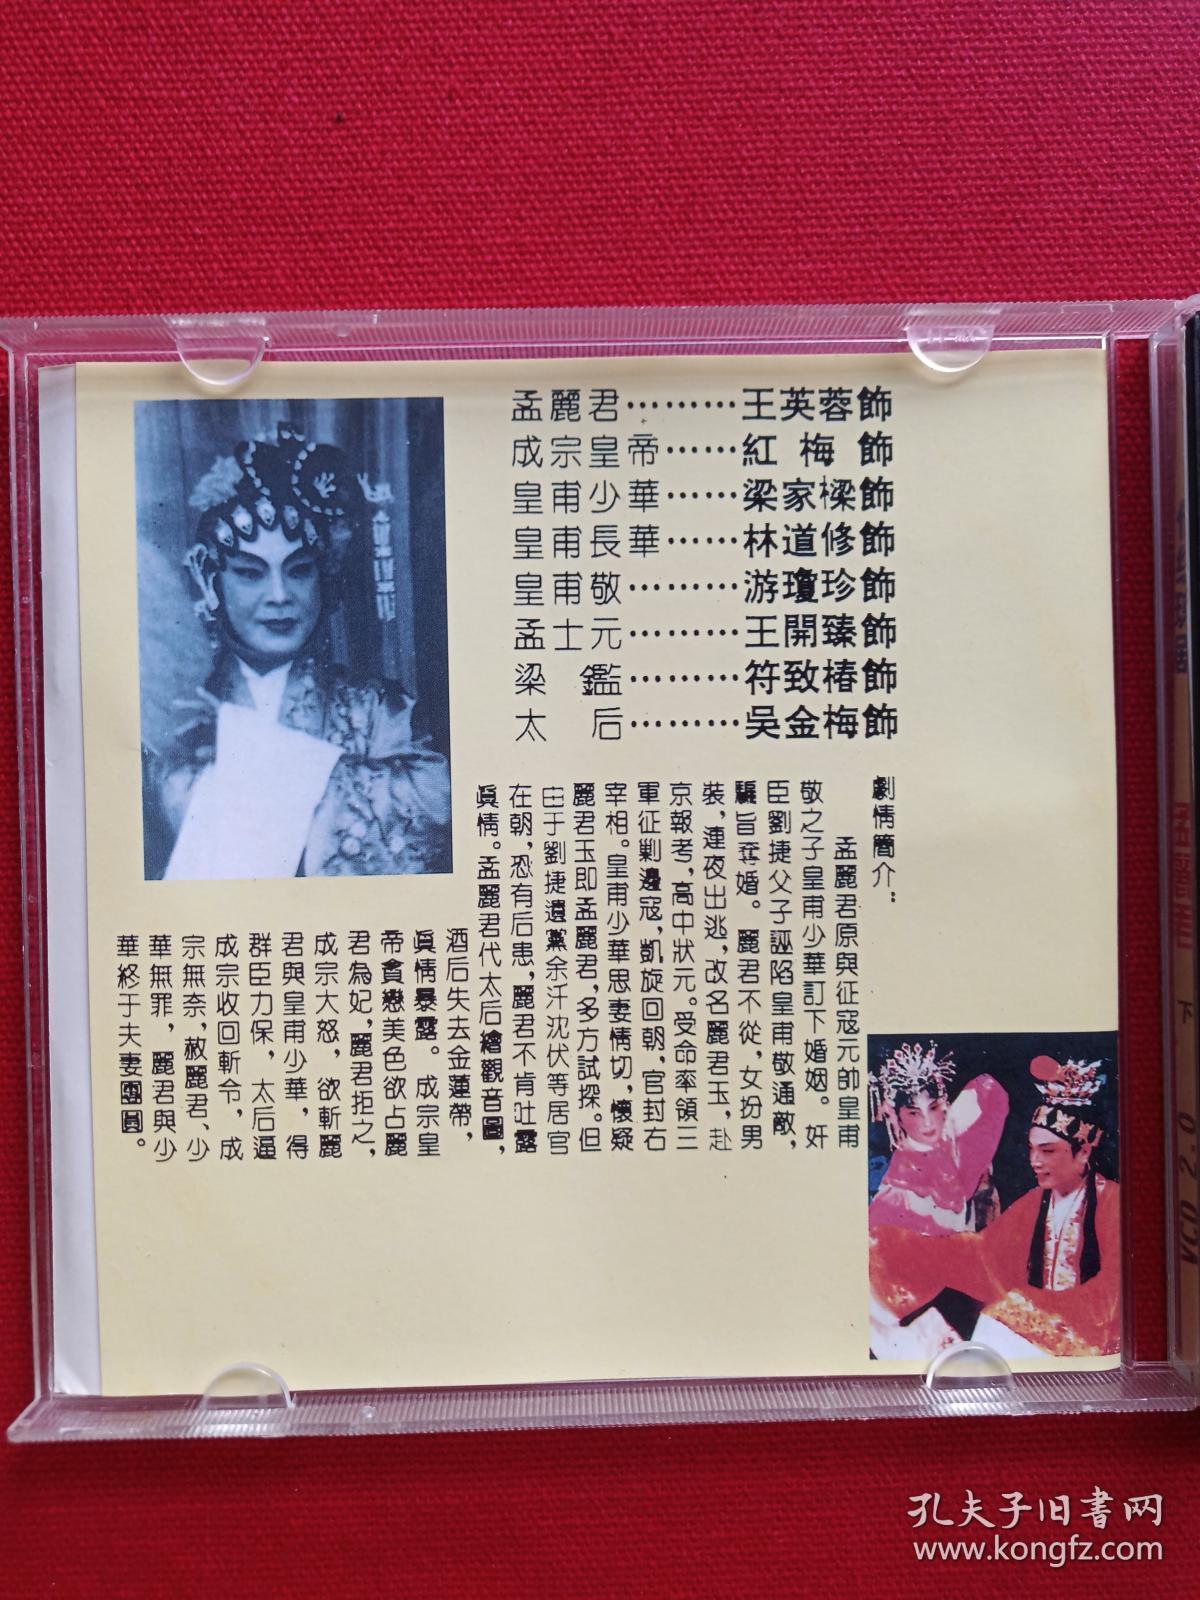 孟麗君………王英蓉飾
成宗皇帝……紅梅飾
皇甫少華……梁家樑飾
皇甫長華……林道修飾
皇甫敬………游瓊珍飾
孟士元………王開臻飾
梁鑑………符致椿飾
太后………吳金梅飾
劇情簡介：
孟麗君原與征寇元帥皇甫
敬之子皇甫少華訂下婚姻。奸
臣劉捷父子誣陷皇甫敬通敵，
騙旨奪婚。麗君不從，女扮男
裝，連夜出逃，改名麗君玉，赴
京報考，高中狀元。受命率領三
軍征剿邊寇，凱旋回朝，官封右
宰相。皇甫少華思妻情切，懷疑
麗君玉即孟麗君，多方試探。但
由于劉捷遺黨余汗沈伏等居官
在朝，恐有后患，麗君不肯吐露
真情。孟麗君代太后繪觀音圖，
酒后失去金蓮帶，
真情暴露。成宗皇
帝貪戀美色欲占麗
君為妃，麗君拒之，
成宗大怒，欲斬麗
君與皇甫少華，得
群臣力保，太后逼
成宗收回斬令，成
宗無奈，赦麗君、少
華無罪，麗君與少
華終于夫妻團圓。
下
VCD 2.0
孔夫子旧书网
www.kongfz.com